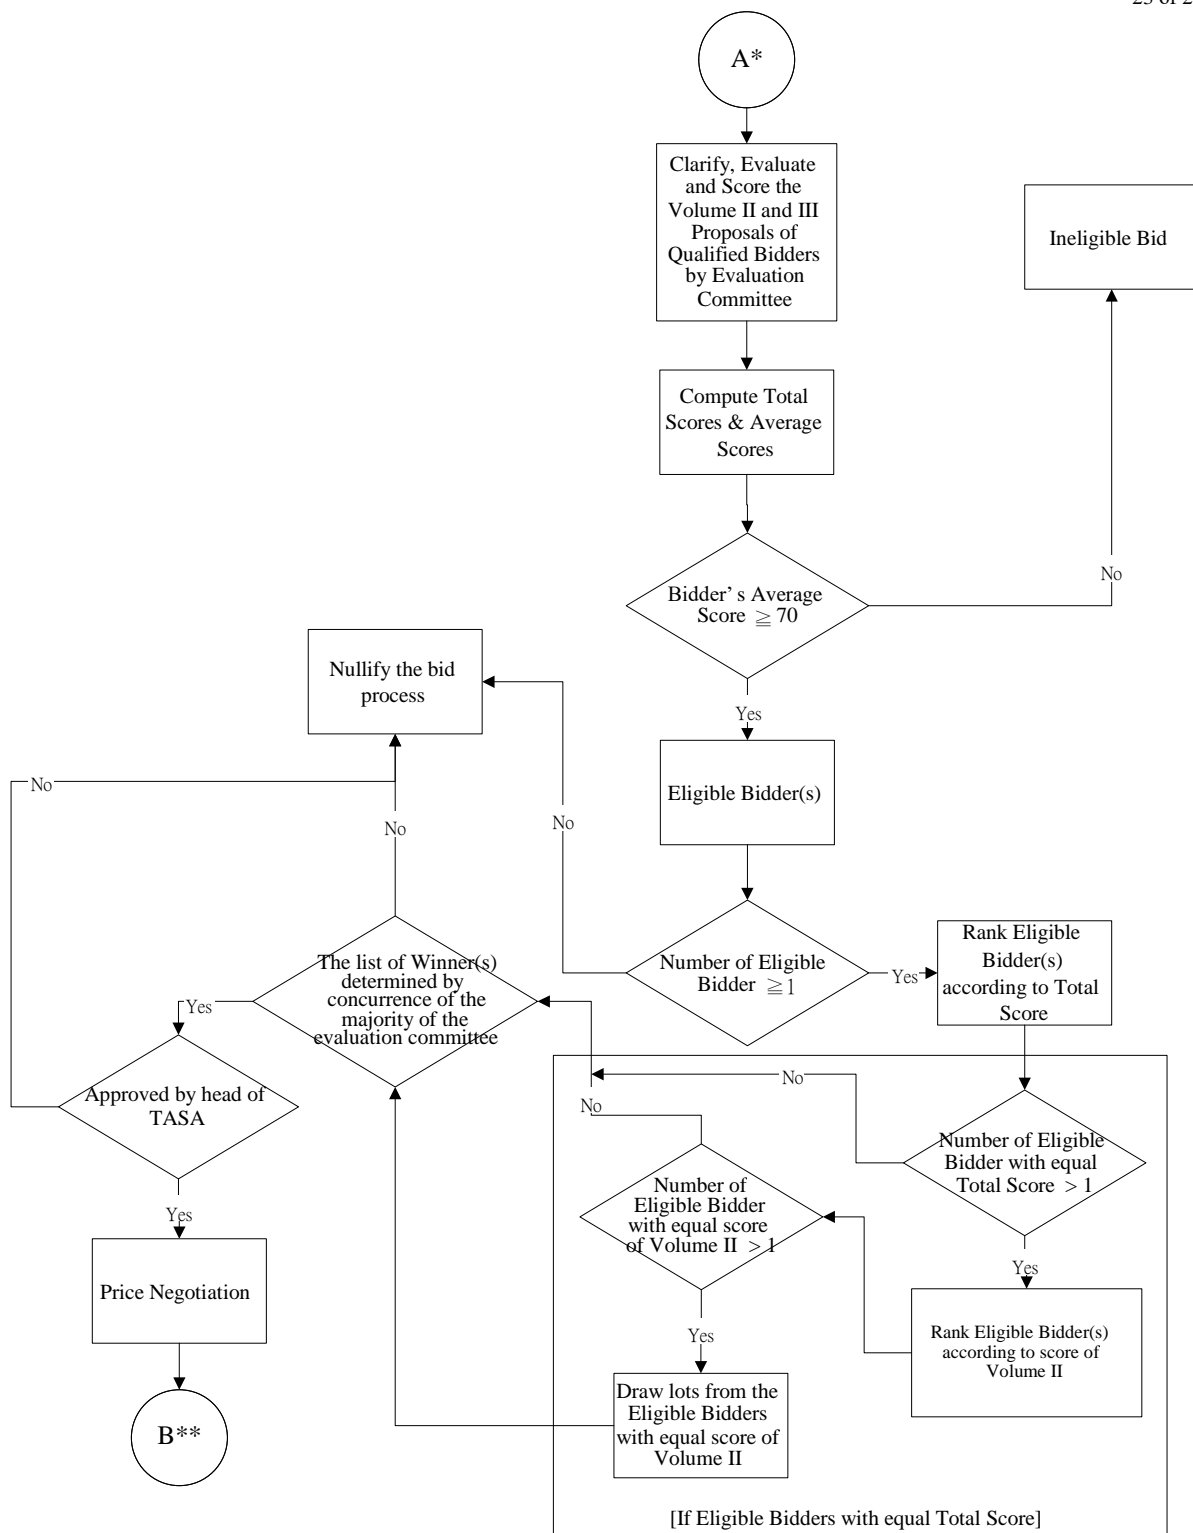 23 of 2
A*
Clarify, Evaluate
and Score the
Volume II and III
Proposals of
Qualified Bidders
by Evaluation
Committee
Ineligible Bid
Compute Total
Scores & Average
Scores
No
Bidder's Average
Score ≧ 70
Nullify the bid
process
Yes
No
Eligible Bidder(s)
No
No
The list of Winner(s)
determined by
concurrence of the
majority of the
evaluation committee
Number of Eligible
Bidder ≧1
Yes
Rank Eligible
Bidder(s)
according to Total
Score
Yes
Approved by head of
TASA
No
No
Number of Eligible
Bidder with equal
Total Score > 1
Number of
Eligible Bidder
with equal score
of Volume II > 1
Yes
Yes
Price Negotiation
Yes
Rank Eligible Bidder(s)
according to score of
Volume II
Draw lots from the
Eligible Bidders
with equal score of
Volume II
B**
[If Eligible Bidders with equal Total Score]